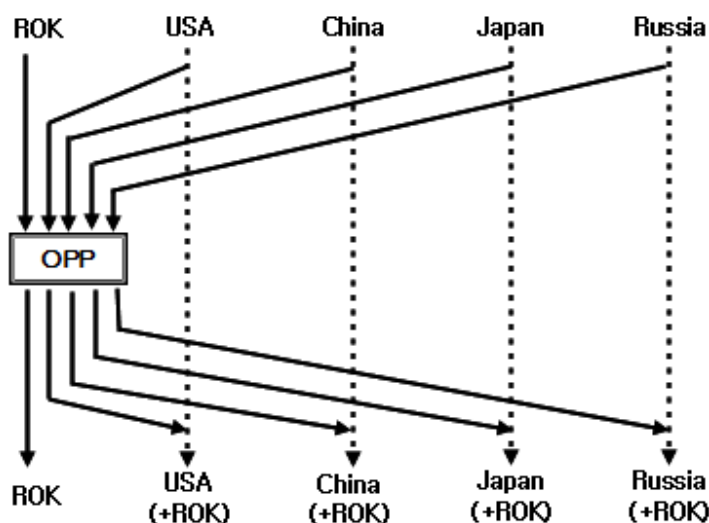 ROK USA China Japan Russia
OPP
ROK USA China Japan Russia
(+ROK) (+ROK) (+ROK) (+ROK)